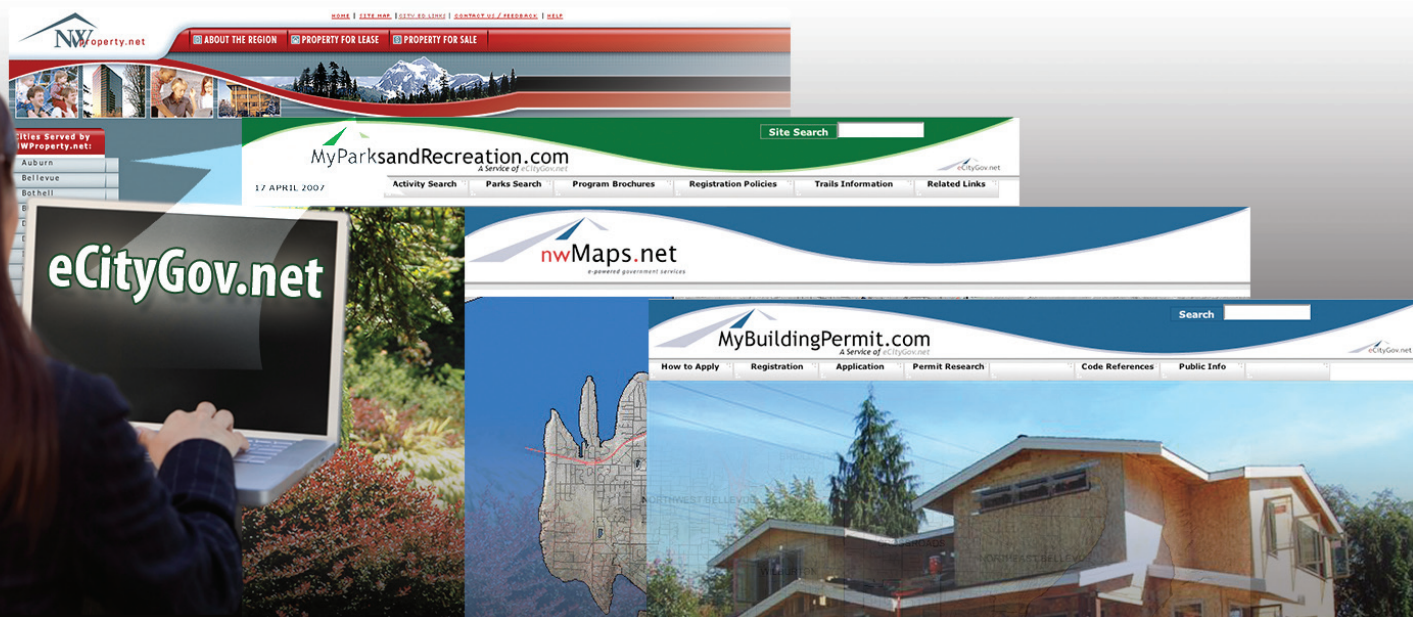 HOME | SITE MAP | CITY ED LINKS | CONTACT US / FEEDBACK | HELP
NWProperty.net
ABOUT THE REGION PROPERTY FOR LEASE PROPERTY FOR SALE
Cities Served by
NWProperty.net:
Auburn
Bellevue
Bothell
Site Search
MyParksandRecreation.com
A Service of eCityGov.net
eCityGov.net
17 APRIL 2007
Activity Search Parks Search Program Brochures Registration Policies Trails Information Related Links
eCityGov.net
nwMaps.net
e-powered government services
Search
MyBuildingPermit.com
A Service of eCityGov.net
eCityGov.net
How to Apply Registration Application Permit Research Code References Public Info
NORTHWEST BELLEVUE